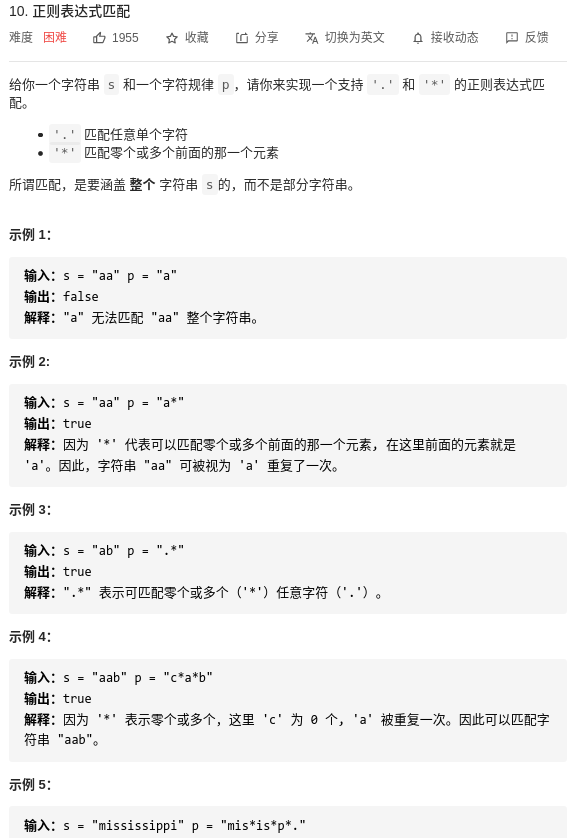 10. 正则表达式匹配
难度 困难 1955 收藏 分享 切换为英文 接收动态 反馈
给你一个字符串 s 和一个字符规律 p，请你来实现一个支持 '.' 和 '*' 的正则表达式匹
配。
'.' 匹配任意单个字符
'*' 匹配零个或多个前面的那一个元素
所谓匹配，是要涵盖 整个 字符串 s的，而不是部分字符串。
示例 1：
输入：s = "aa" p = "a"
输出：false
解释："a" 无法匹配 "aa" 整个字符串。
示例 2:
输入：s = "aa" p = "a*"
输出：true
解释：因为 '*' 代表可以匹配零个或多个前面的那一个元素, 在这里前面的元素就是
'a'。因此，字符串 "aa" 可被视为 'a' 重复了一次。
示例 3：
输入：s = "ab" p = ".*"
输出：true
解释：".*" 表示可匹配零个或多个（'*'）任意字符（'.'）。
示例 4：
输入：s = "aab" p = "c*a*b"
输出：true
解释：因为 '*' 表示零个或多个，这里 'c' 为 0 个, 'a' 被重复一次。因此可以匹配字
符串 "aab"。
示例 5：
输入：s = "mississippi" p = "mis*is*p*."